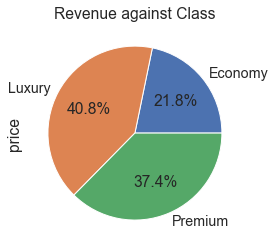 Revenue against Class
Economy
Luxury
21.8%
40.8%
price
37.4%
Premium